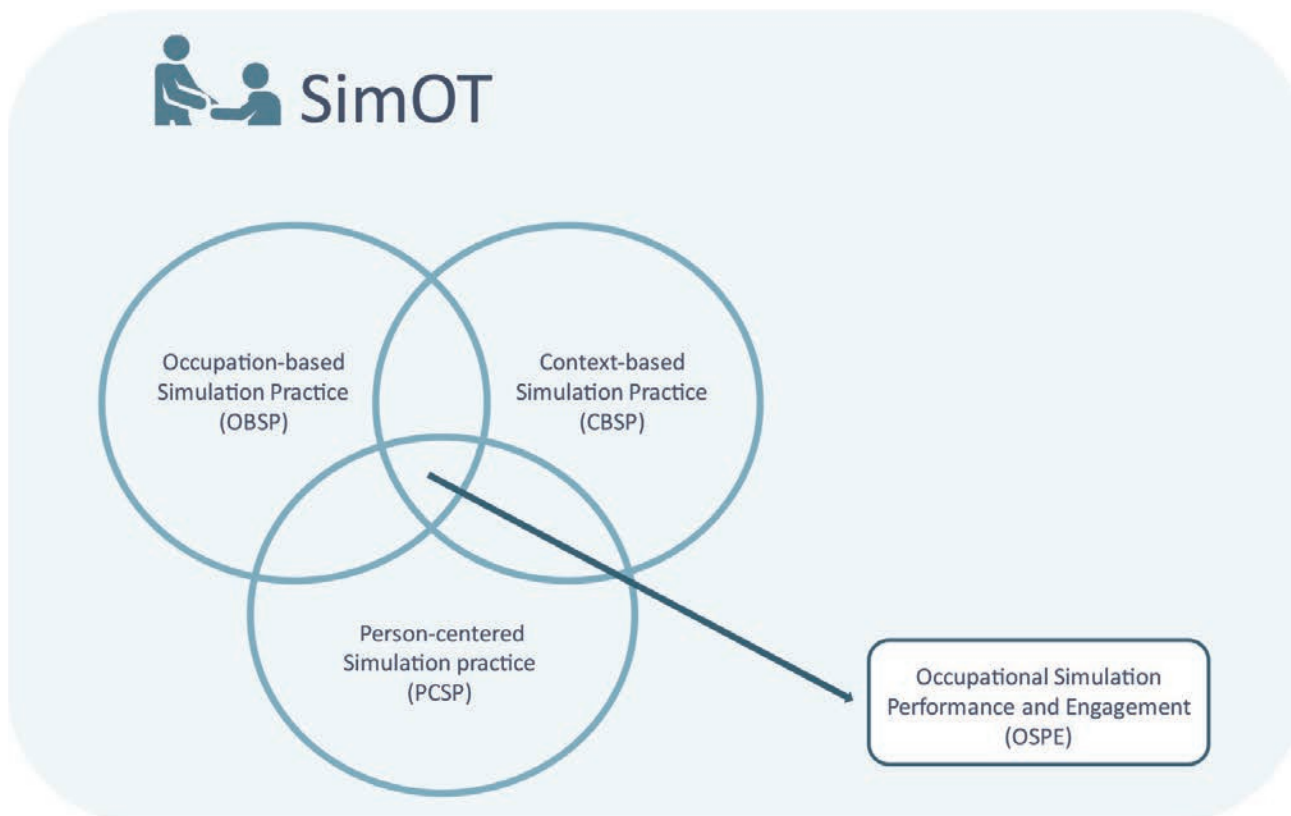 SimOT
Occupation-based
Simulation Practice
(OBSP)
Context-based
Simulation Practice
(CBSP)
Person-centered
Simulation practice
(PCSP)
Occupational Simulation
Performance and Engagement
(OSPE)